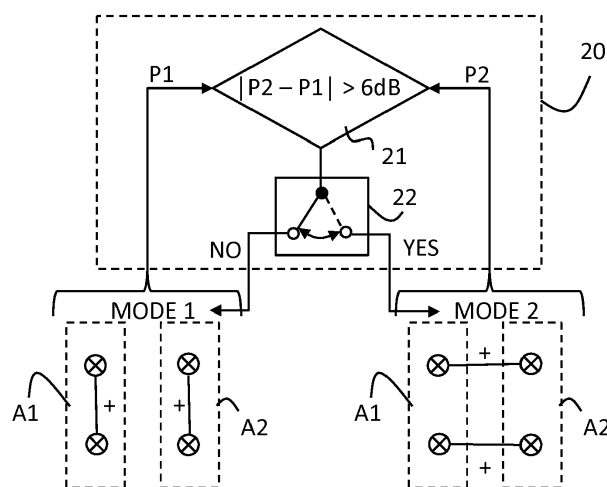 P1
|P2 – P1| > 6dB
P2
20
21
22
NO
YES
MODE 1
MODE 2
A1
+
+
A2
A1
+
+
A2